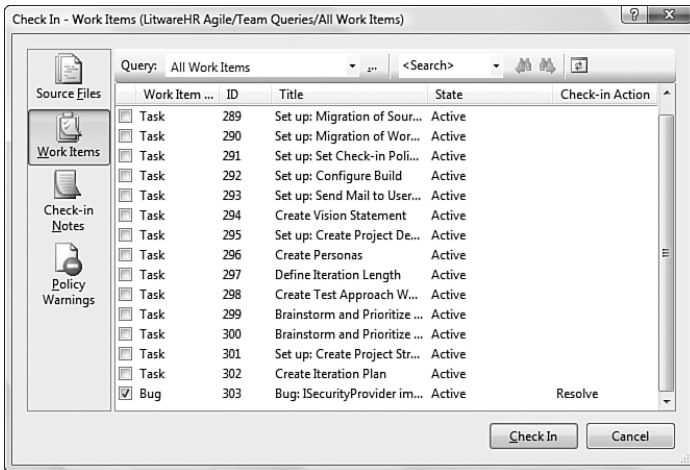 Check In - Work Items (LitwareHR Agile/Team Queries/All Work Items)
Source Files
Work Items
Check-in Notes
Policy Warnings
Query: All Work Items ... <Search>
Work Item ... ID Title State Check-in Action
Task 289 Set up: Migration of Sour... Active
Task 290 Set up: Migration of Wor... Active
Task 291 Set up: Set Check-in Poli... Active
Task 292 Set up: Configure Build Active
Task 293 Set up: Send Mail to User... Active
Task 294 Create Vision Statement Active
Task 295 Set up: Create Project De... Active
Task 296 Create Personas Active
Task 297 Define Iteration Length Active
Task 298 Create Test Approach W... Active
Task 299 Brainstorm and Prioritize ... Active
Task 300 Brainstorm and Prioritize ... Active
Task 301 Set up: Create Project Str... Active
Task 302 Create Iteration Plan Active
Bug 303 Bug: ISecurityProvider im... Active Resolve
Check In Cancel